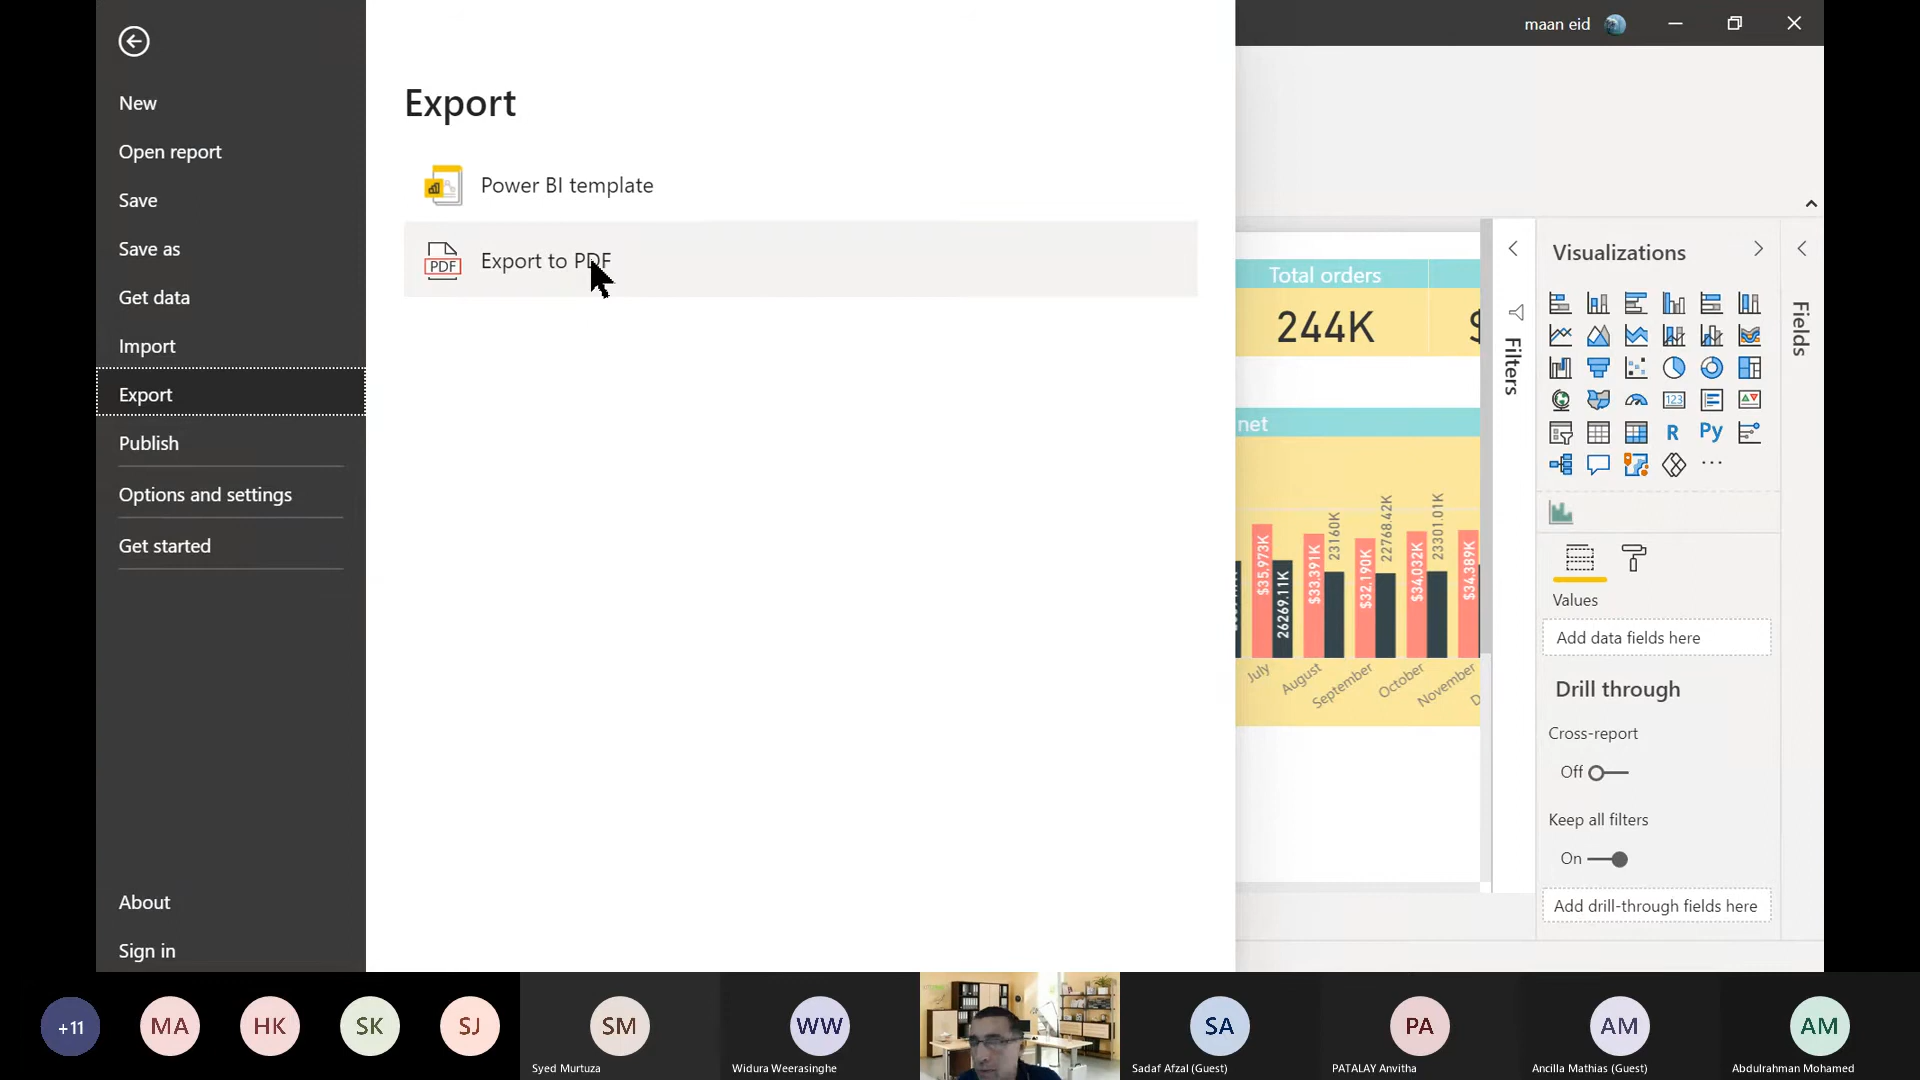 maan eid
New
Open report
Save
Save as
Get data
Import
Export
Publish
Options and settings
Get started
About
Sign in
Export
Power BI template
PDF
Export to PDF
Total orders
244K
$
net
$35.973K
26269.11K
$33.391K
23160K
$32.190K
22768.42K
$34.032K
23301.01K
$34.389K
July
August
September
October
November
D
Filters
Visualizations
123
R
Py
...
Values
Add data fields here
Drill through
Cross-report
Off
Keep all filters
On
Add drill-through fields here
Fields
+11
MA
HK
SK
SJ
SM
Syed Murtuza
WW
Widura Weerasinghe
SA
Sadaf Afzal (Guest)
PA
PATALAY Anvitha
AM
Ancilla Mathias (Guest)
AM
Abdulrahman Mohamed